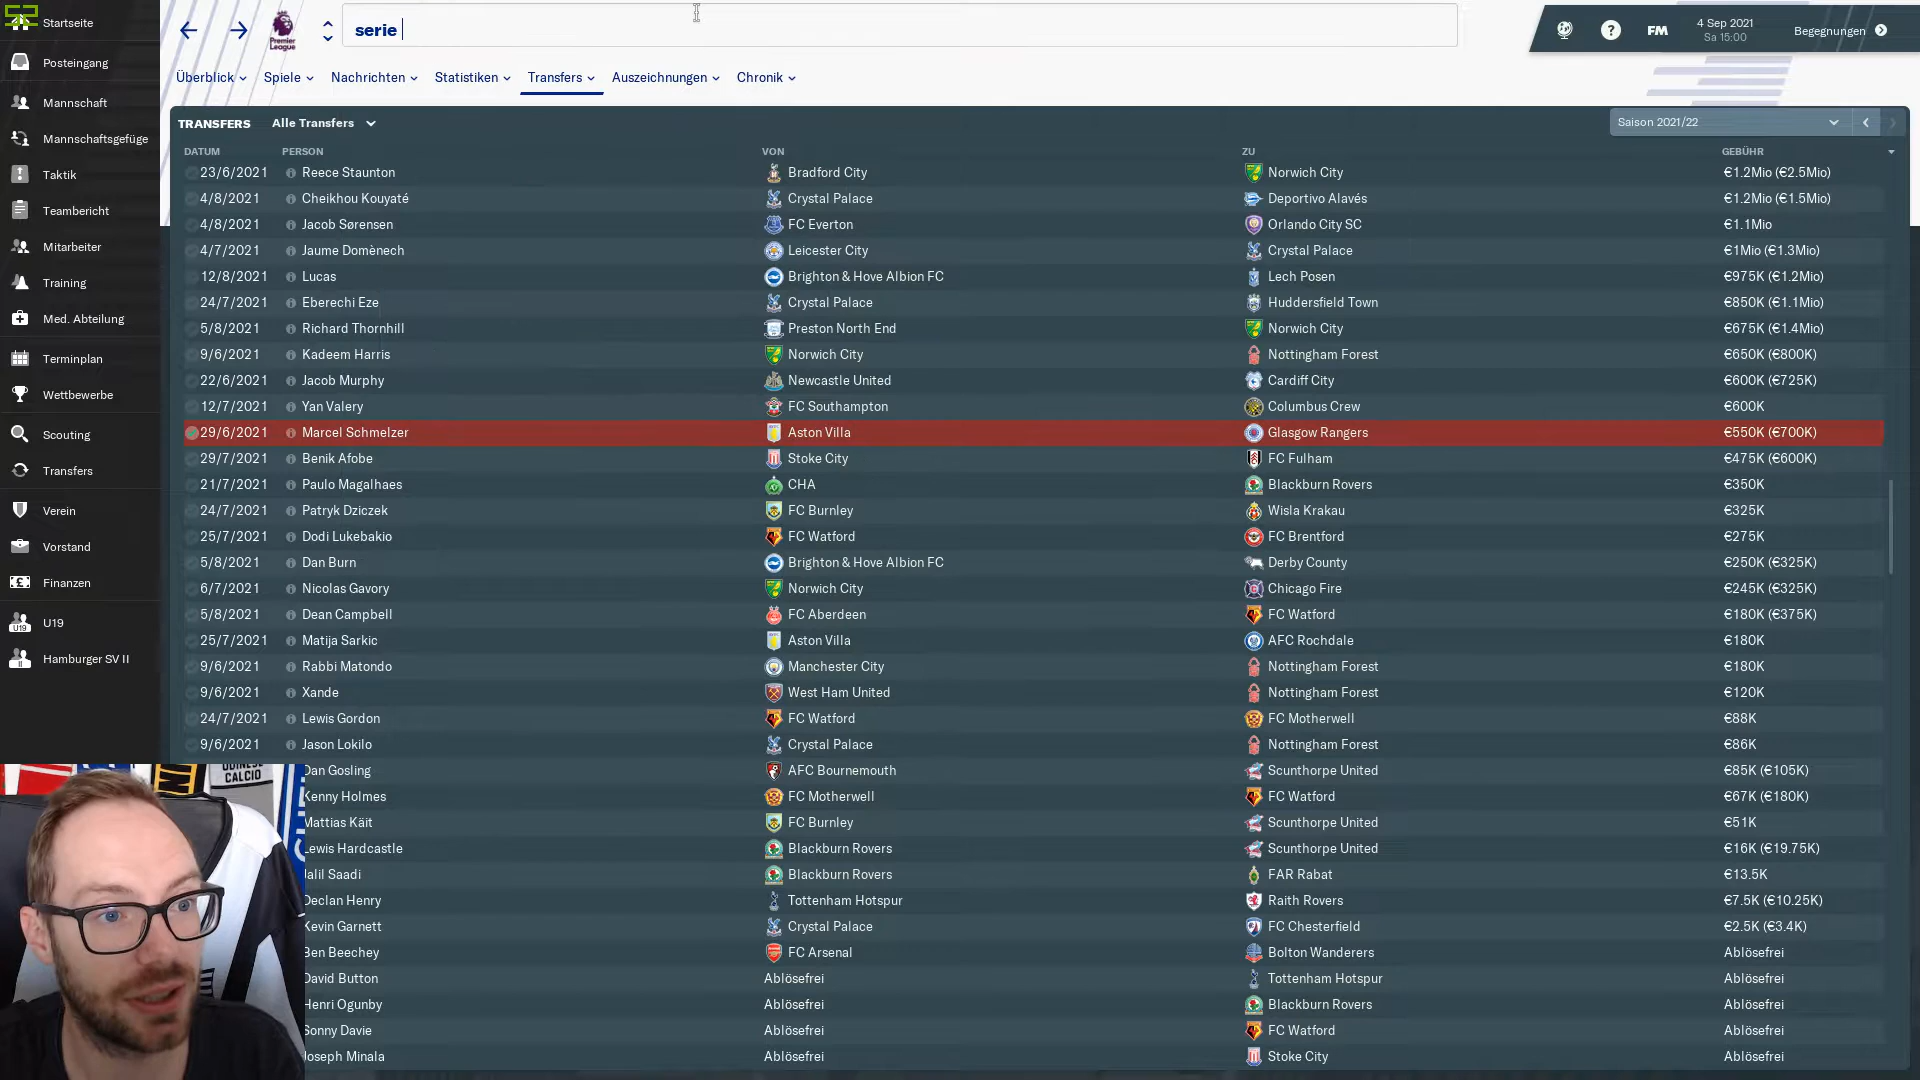 Startseite
Posteingang
Mannschaft
Mannschaftsgefüge
Taktik
Teambericht
Mitarbeiter
Training
Med. Abteilung
Terminplan
Wettbewerbe
Scouting
Transfers
Verein
Vorstand
Finanzen
U19 U19
Hamburger SV II
Premier League
serie
FM
4 Sep 2021
Sa 15:00
Begegnungen
Überblick Spiele Nachrichten Statistiken Transfers Auszeichnungen Chronik
TRANSFERS Alle Transfers Saison 2021/22
DATUM PERSON VON ZU GEBÜHR
23/6/2021 Reece Staunton Bradford City Norwich City €1.2Mio (€2.5Mio)
4/8/2021 Cheikhou Kouyaté Crystal Palace Deportivo Alavés €1.2Mio (€1.5Mio)
4/8/2021 Jacob Sørensen FC Everton Orlando City SC €1.1Mio
4/7/2021 Jaume Domènech Leicester City Crystal Palace €1Mio (€1.3Mio)
12/8/2021 Lucas Brighton & Hove Albion FC Lech Posen €975K (€1.2Mio)
24/7/2021 Eberechi Eze Crystal Palace Huddersfield Town €850K (€1.1Mio)
5/8/2021 Richard Thornhill Preston North End Norwich City €675K (€1.4Mio)
9/6/2021 Kadeem Harris Norwich City Nottingham Forest €650K (€800K)
22/6/2021 Jacob Murphy Newcastle United Cardiff City €600K (€725K)
12/7/2021 Yan Valery FC Southampton Columbus Crew €600K
29/6/2021 Marcel Schmelzer Aston Villa Glasgow Rangers €550K (€700K)
29/7/2021 Benik Afobe Stoke City FC Fulham €475K (€600K)
21/7/2021 Paulo Magalhaes CHA Blackburn Rovers €350K
24/7/2021 Patryk Dziczek FC Burnley Wisla Krakau €325K
25/7/2021 Dodi Lukebakio FC Watford FC Brentford €275K
5/8/2021 Dan Burn Brighton & Hove Albion FC Derby County €250K (€325K)
6/7/2021 Nicolas Gavory Norwich City Chicago Fire €245K (€325K)
5/8/2021 Dean Campbell FC Aberdeen FC Watford €180K (€375K)
25/7/2021 Matija Sarkic Aston Villa AFC Rochdale €180K
9/6/2021 Rabbi Matondo Manchester City Nottingham Forest €180K
9/6/2021 Xande West Ham United Nottingham Forest €120K
24/7/2021 Lewis Gordon FC Watford FC Motherwell €88K
9/6/2021 Jason Lokilo Crystal Palace Nottingham Forest €86K
Dan Gosling AFC Bournemouth Scunthorpe United €85K (€105K)
Kenny Holmes FC Motherwell FC Watford €67K (€180K)
Mattias Käit FC Burnley Scunthorpe United €51K
Lewis Hardcastle Blackburn Rovers Scunthorpe United €16K (€19.75K)
Jalil Saadi Blackburn Rovers FAR Rabat €13.5K
Declan Henry Tottenham Hotspur Raith Rovers €7.5K (€10.25K)
Kevin Garnett Crystal Palace FC Chesterfield €2.5K (€3.4K)
Ben Beechey FC Arsenal Bolton Wanderers Ablösefrei
David Button Ablösefrei Tottenham Hotspur Ablösefrei
Henri Ogunby Ablösefrei Blackburn Rovers Ablösefrei
Sonny Davie Ablösefrei FC Watford Ablösefrei
Joseph Minala Ablösefrei Stoke City Ablösefrei
UDINESE
CALCIO